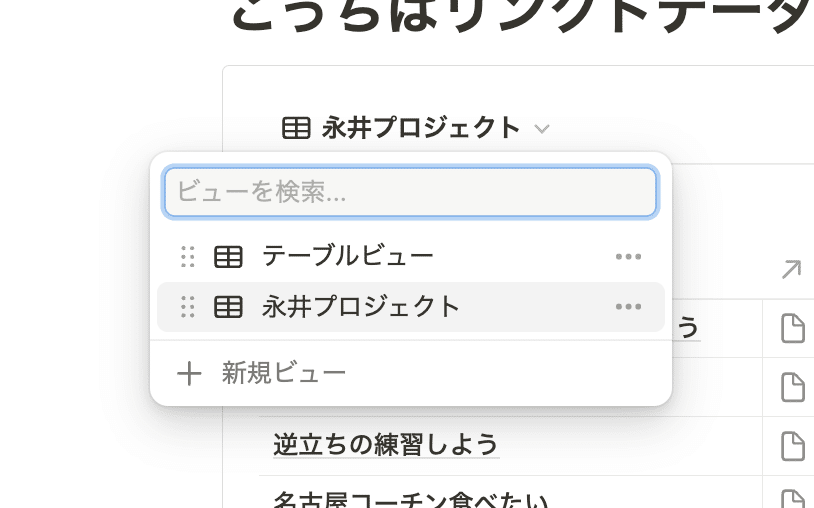 こっちはリンクドデータ
永井プロジェクト
ビューを検索...
テーブルビュー
永井プロジェクト
う
新規ビュー
逆立ちの練習しよう
名古屋コーチン食べたい